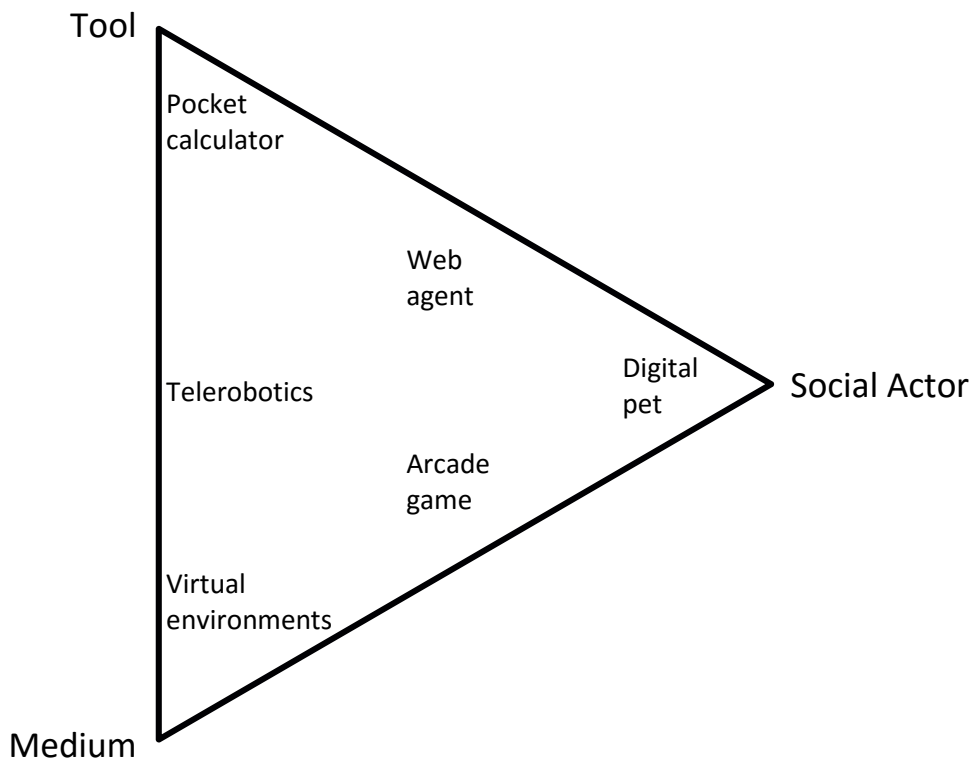 Tool
Pocket
calculator
Web
agent
Digital
pet
Social Actor
Telerobotics
Arcade
game
Virtual
environments
Medium